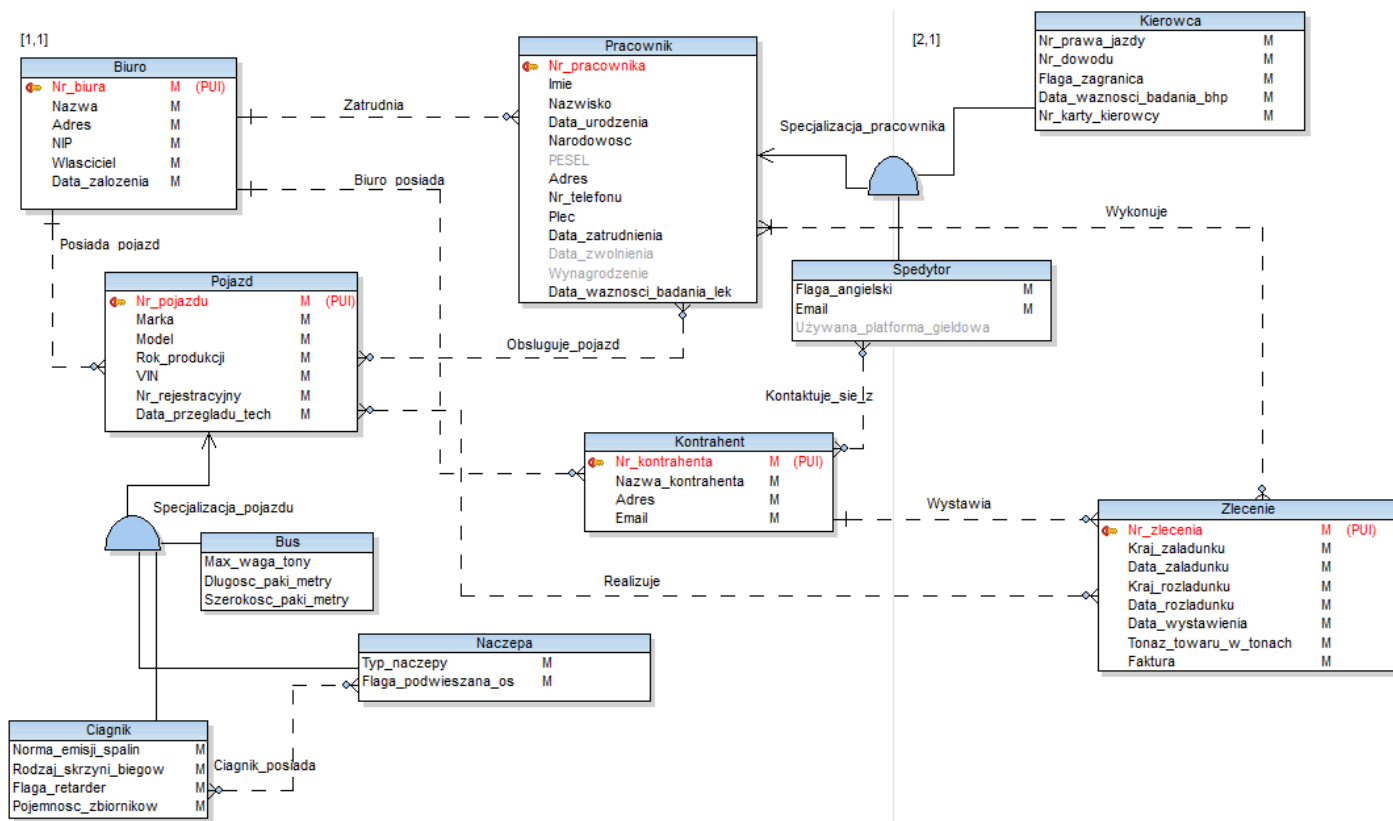 [1,1]
Biuro
Nr_biura M (PUI)
Nazwa M
Adres M
NIP M
Wlasciciel M
Data_zalozenia M
Zatrudnia
Biuro_posiada
Posiada_pojazd
Pracownik
Nr_pracownika
Imie
Nazwisko
Data_urodzenia
Narodowosc
PESEL
Adres
Nr_telefonu
Plec
Data_zatrudnienia
Data_zwolnienia
Wynagrodzenie
Data_waznosci_badania_lek
[2,1]
Kierowca
Nr_prawa_jazdy M
Nr_dowodu M
Flaga_zagranica M
Data_waznosci_badania_bhp M
Nr_karty_kierowcy M
Specjalizacja_pracownika
Wykonuje
Spedytor
Flaga_angielski M
Email M
Używana_platforma_gieldowa
Pojazd
Nr_pojazdu M (PUI)
Marka M
Model M
Rok_produkcji M
VIN M
Nr_rejestracyjny M
Data_przegladu_tech M
Obsluguje_pojazd
Kontaktuje_sie_z
Kontrahent
Nr_kontrahenta M (PUI)
Nazwa_kontrahenta M
Adres M
Email M
Wystawia
Zlecenie
Nr_zlecenia M (PUI)
Kraj_zaladunku M
Data_zaladunku M
Kraj_rozladunku M
Data_rozladunku M
Data_wystawienia M
Tonaz_towaru_w_tonach M
Faktura M
Realizuje
Specjalizacja_pojazdu
Bus
Max_waga_tony
Dlugosc_paki_metry
Szerokosc_paki_metry
Naczepa
Typ_naczepy M
Flaga_podwieszana_os M
Ciagnik
Norma_emisji_spalin M
Rodzaj_skrzyni_biegow M
Flaga_retarder M
Pojemnosc_zbiornikow M
Ciagnik_posiada